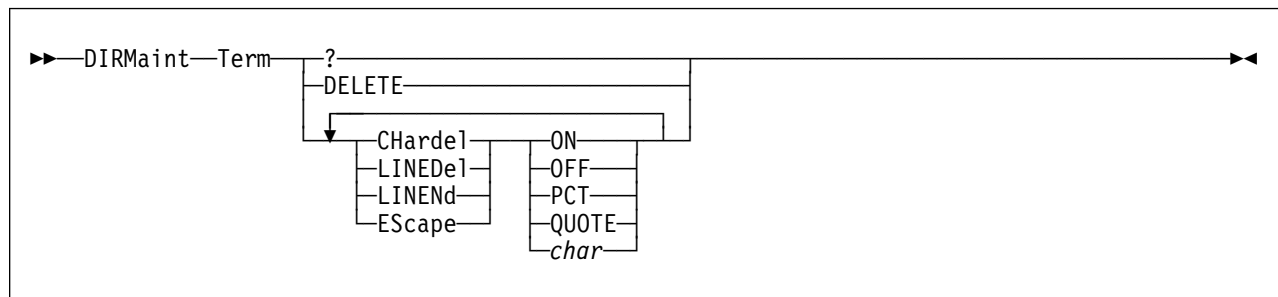 DIRMaint Term ?
DELETE
CHardel ON
LINEDel OFF
LINENd PCT
EScape QUOTE
char